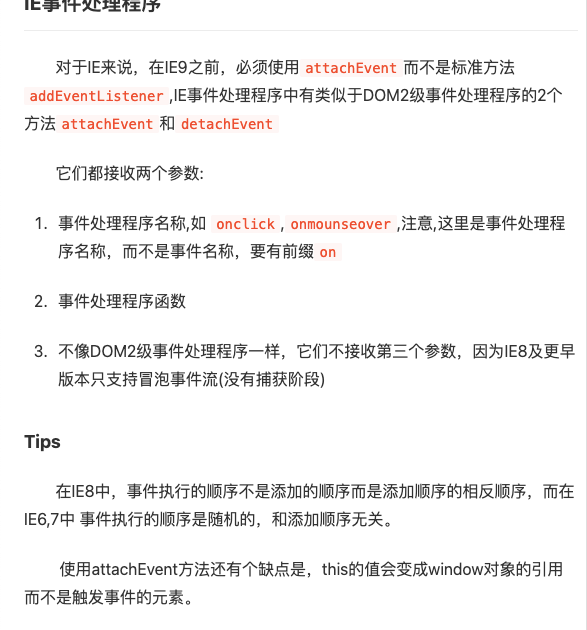 IE事件处理程序
对于IE来说，在IE9之前，必须使用 attachEvent 而不是标准方法
addEventListener ,IE事件处理程序中有类似于DOM2级事件处理程序的2个
方法 attachEvent 和 detachEvent
它们都接收两个参数:
1. 事件处理程序名称,如 onclick , onmounseover ,注意,这里是事件处理程
序名称，而不是事件名称，要有前缀 on
2. 事件处理程序函数
3. 不像DOM2级事件处理程序一样，它们不接收第三个参数，因为IE8及更早
版本只支持冒泡事件流(没有捕获阶段)
Tips
在IE8中，事件执行的顺序不是添加的顺序而是添加顺序的相反顺序，而在
IE6,7中 事件执行的顺序是随机的，和添加顺序无关。
使用attachEvent方法还有个缺点是，this的值会变成window对象的引用
而不是触发事件的元素。